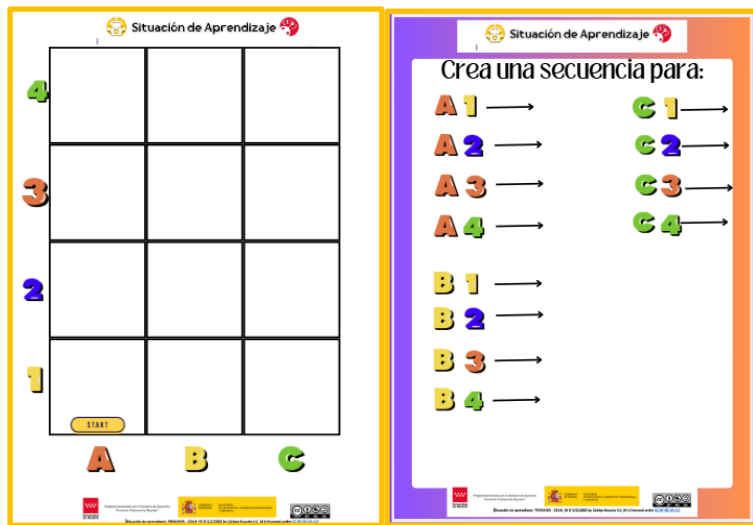 Situación de Aprendizaje
4
3
2
1
START
A B C
Situación de Aprendizaje
Crea una secuencia para:
A 1
A 2
A 3
A 4
B 1
B 2
B 3
B 4
C 1
C 2
C 3
C 4